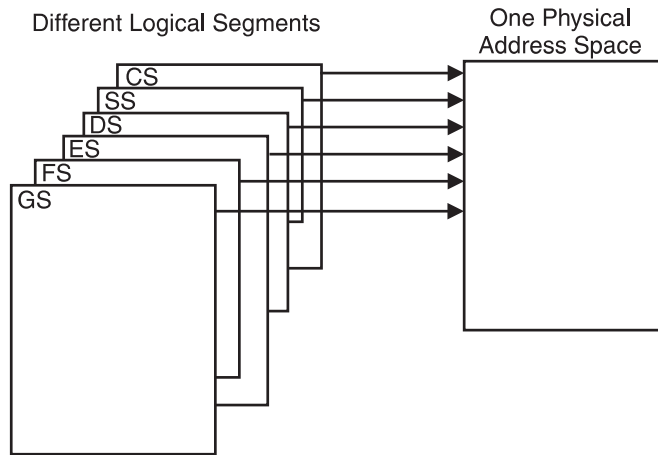 Different Logical Segments
One Physical
Address Space
CS
SS
DS
ES
FS
GS